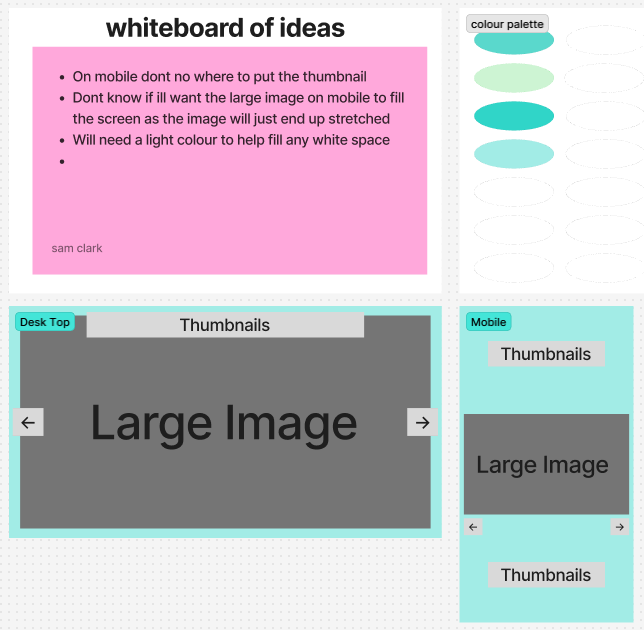 whiteboard of ideas
On mobile dont no where to put the thumbnail
Dont know if ill want the large image on mobile to fill
the screen as the image will just end up stretched
Will need a light colour to help fill any white space
sam clark
colour palette
Desk Top
Thumbnails
←
Large Image
→
Mobile
Thumbnails
Large Image
←
→
Thumbnails